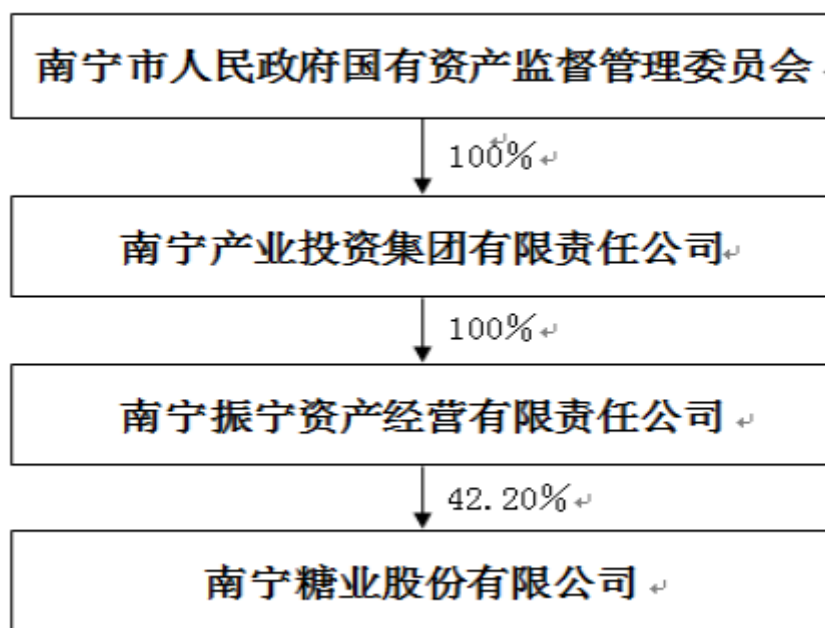 南宁市人民政府国有资产监督管理委员会
100%
南宁产业投资集团有限责任公司
100%
南宁振宁资产经营有限责任公司
42.20%
南宁糖业股份有限公司